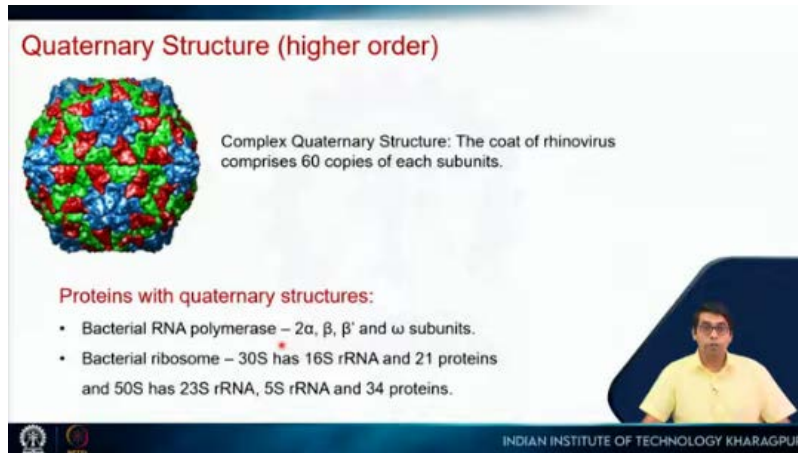 Quaternary Structure (higher order)
Complex Quaternary Structure: The coat of rhinovirus
comprises 60 copies of each subunits.
Proteins with quaternary structures:
• Bacterial RNA polymerase – 2α, β, β' and ω subunits.
• Bacterial ribosome – 30S has 16S rRNA and 21 proteins
and 50S has 23S rRNA, 5S rRNA and 34 proteins.
INDIAN INSTITUTE OF TECHNOLOGY KHARAGPUR